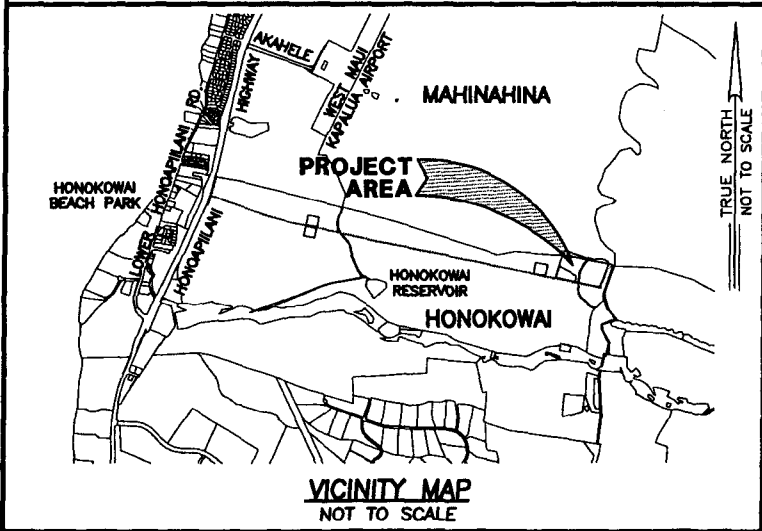 AKAHELE
WEST MAUI
KAPALUA AIRPORT
MAHINAHINA
HIGHWAY
LOWER HONOAPIILANI RD.
PROJECT
AREA
HONOKOWAI
BEACH PARK
HONOAPIILANI
HONOKOWAI
RESERVOIR
HONOKOWAI
TRUE NORTH
NOT TO SCALE
VICINITY MAP
NOT TO SCALE